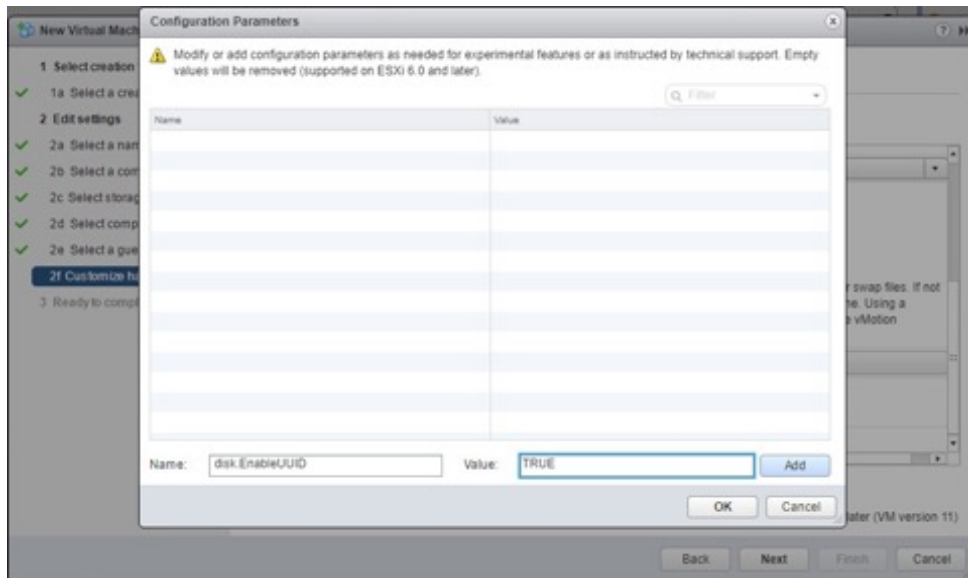 New Virtual Mach
Configuration Parameters
Modify or add configuration parameters as needed for experimental features or as instructed by technical support. Empty
values will be removed (supported on ESXi 6.0 and later).
Filter
Name Value
1 Select creation
1a Select a crea
2 Edit settings
2a Select a nam
2b Select a com
2c Select storag
2d Select comp
2e Select a gue
2f Customize ha
3 Ready to compl
r swap files. If not
ne. Using a
vMotion
Name: disk.EnableUUID Value: TRUE Add
OK Cancel
later (VM version 11)
Back Next Finish Cancel